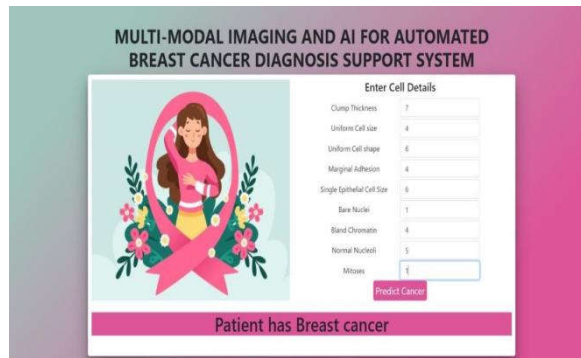 MULTI-MODAL IMAGING AND AI FOR AUTOMATED
BREAST CANCER DIAGNOSIS SUPPORT SYSTEM
Enter Cell Details
Clump Thickness 7
Uniform Cell size 4
Uniform Cell shape 6
Marginal Adhesion 4
Single Epithelial Cell Size 6
Bare Nuclei 1
Bland Chromatin 4
Normal Nucleoli 5
Mitoses 1
Predict Cancer
Patient has Breast cancer